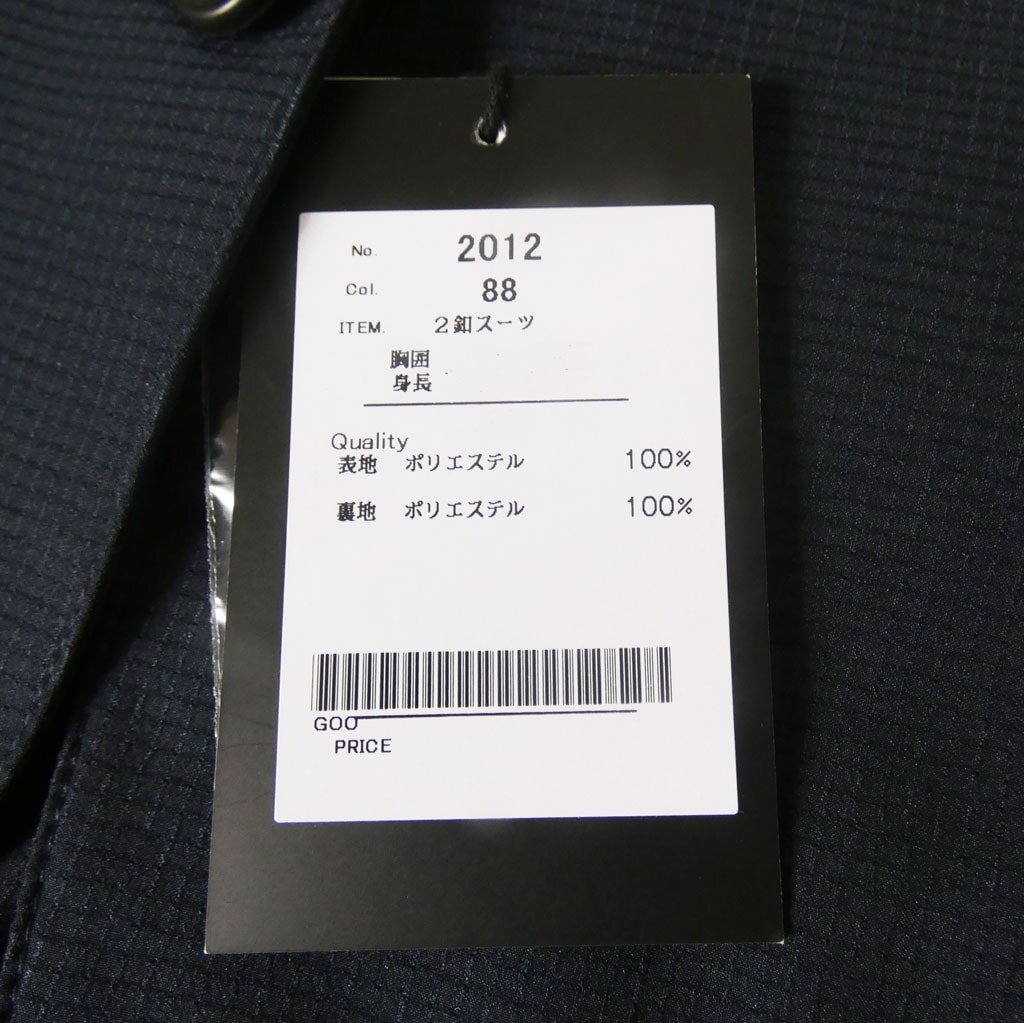 No. 2012
Col. 88
ITEM. 2釦スーツ
胸囲
身長
Quality
表地 ポリエステル 100%
裏地 ポリエステル 100%
GOO
PRICE